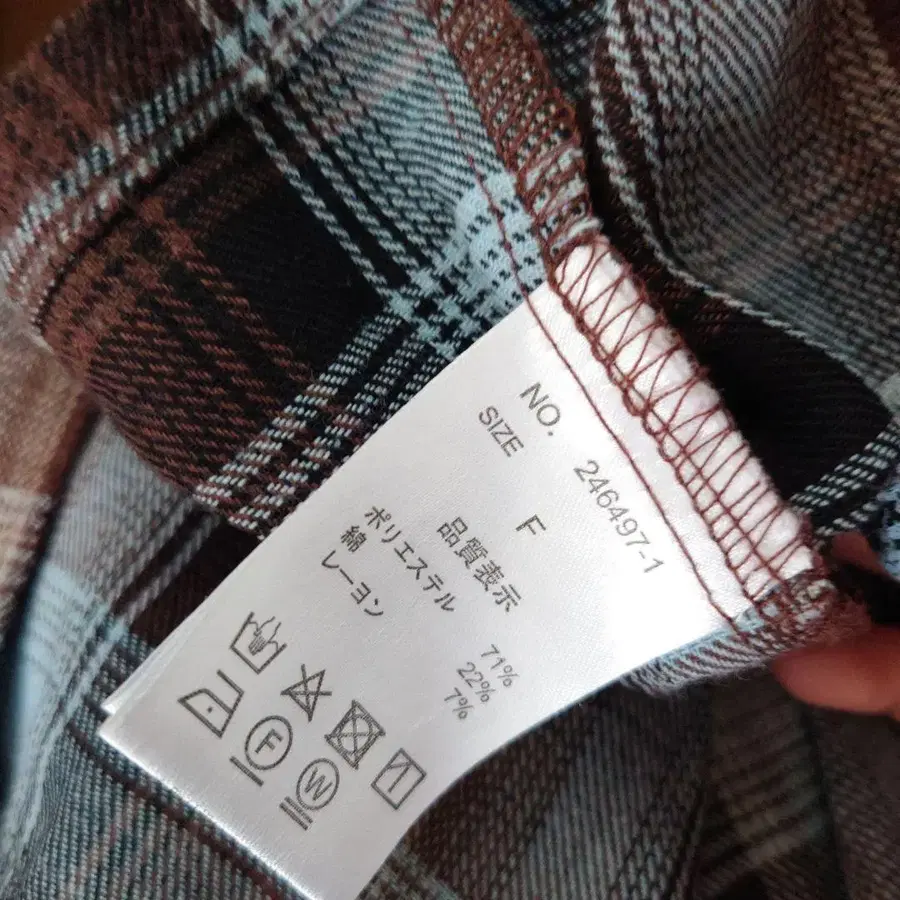 NO. 246497-1
SIZE F
品質表示
ポリエステル 71%
綿 22%
レーヨン 7%
F
W